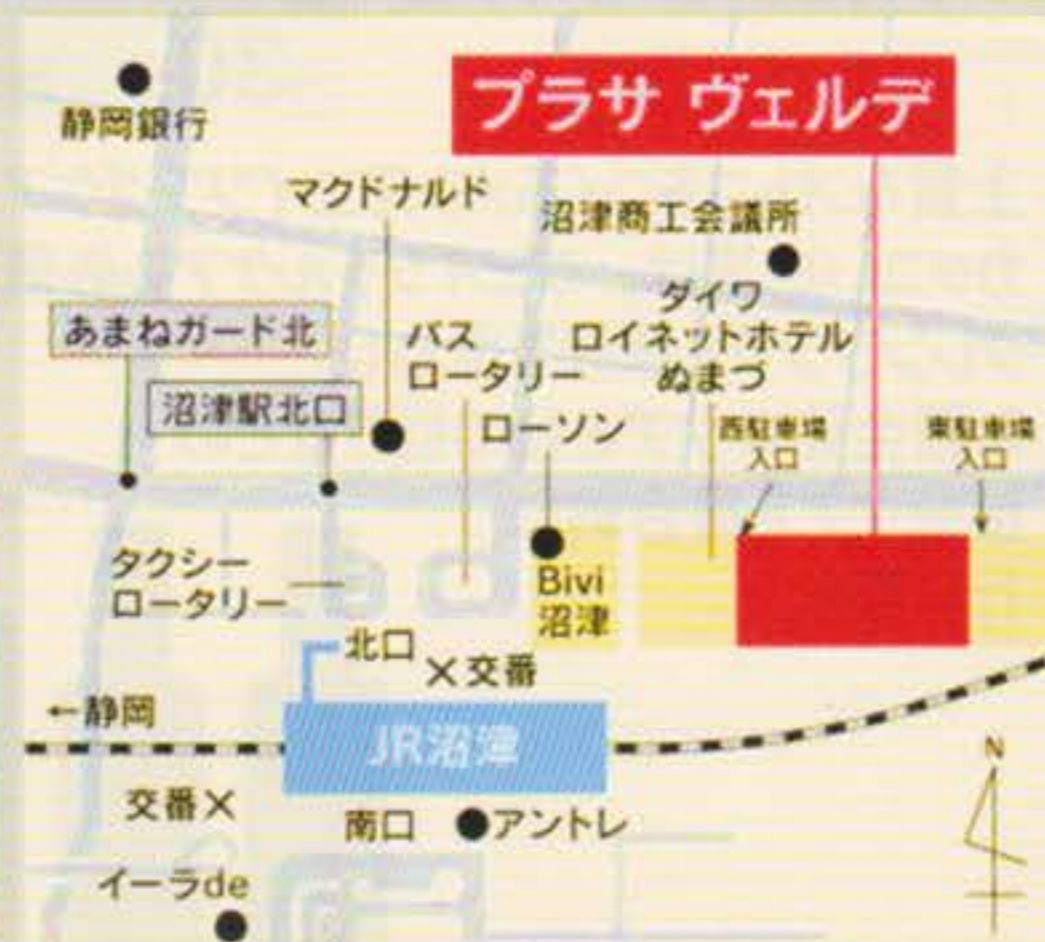 静岡銀行
プラサ ヴェルデ
マクドナルド
沼津商工会議所
あまねガード北
バス
ロータリー
ダイワ
ロイネットホテル
ぬまづ
沼津駅北口
ローソン
西駐車場
入口
東駐車場
入口
タクシー
ロータリー
Bivi
沼津
北口
×交番
←静岡
JR沼津
N
交番×
南口
アントレ
イーラde